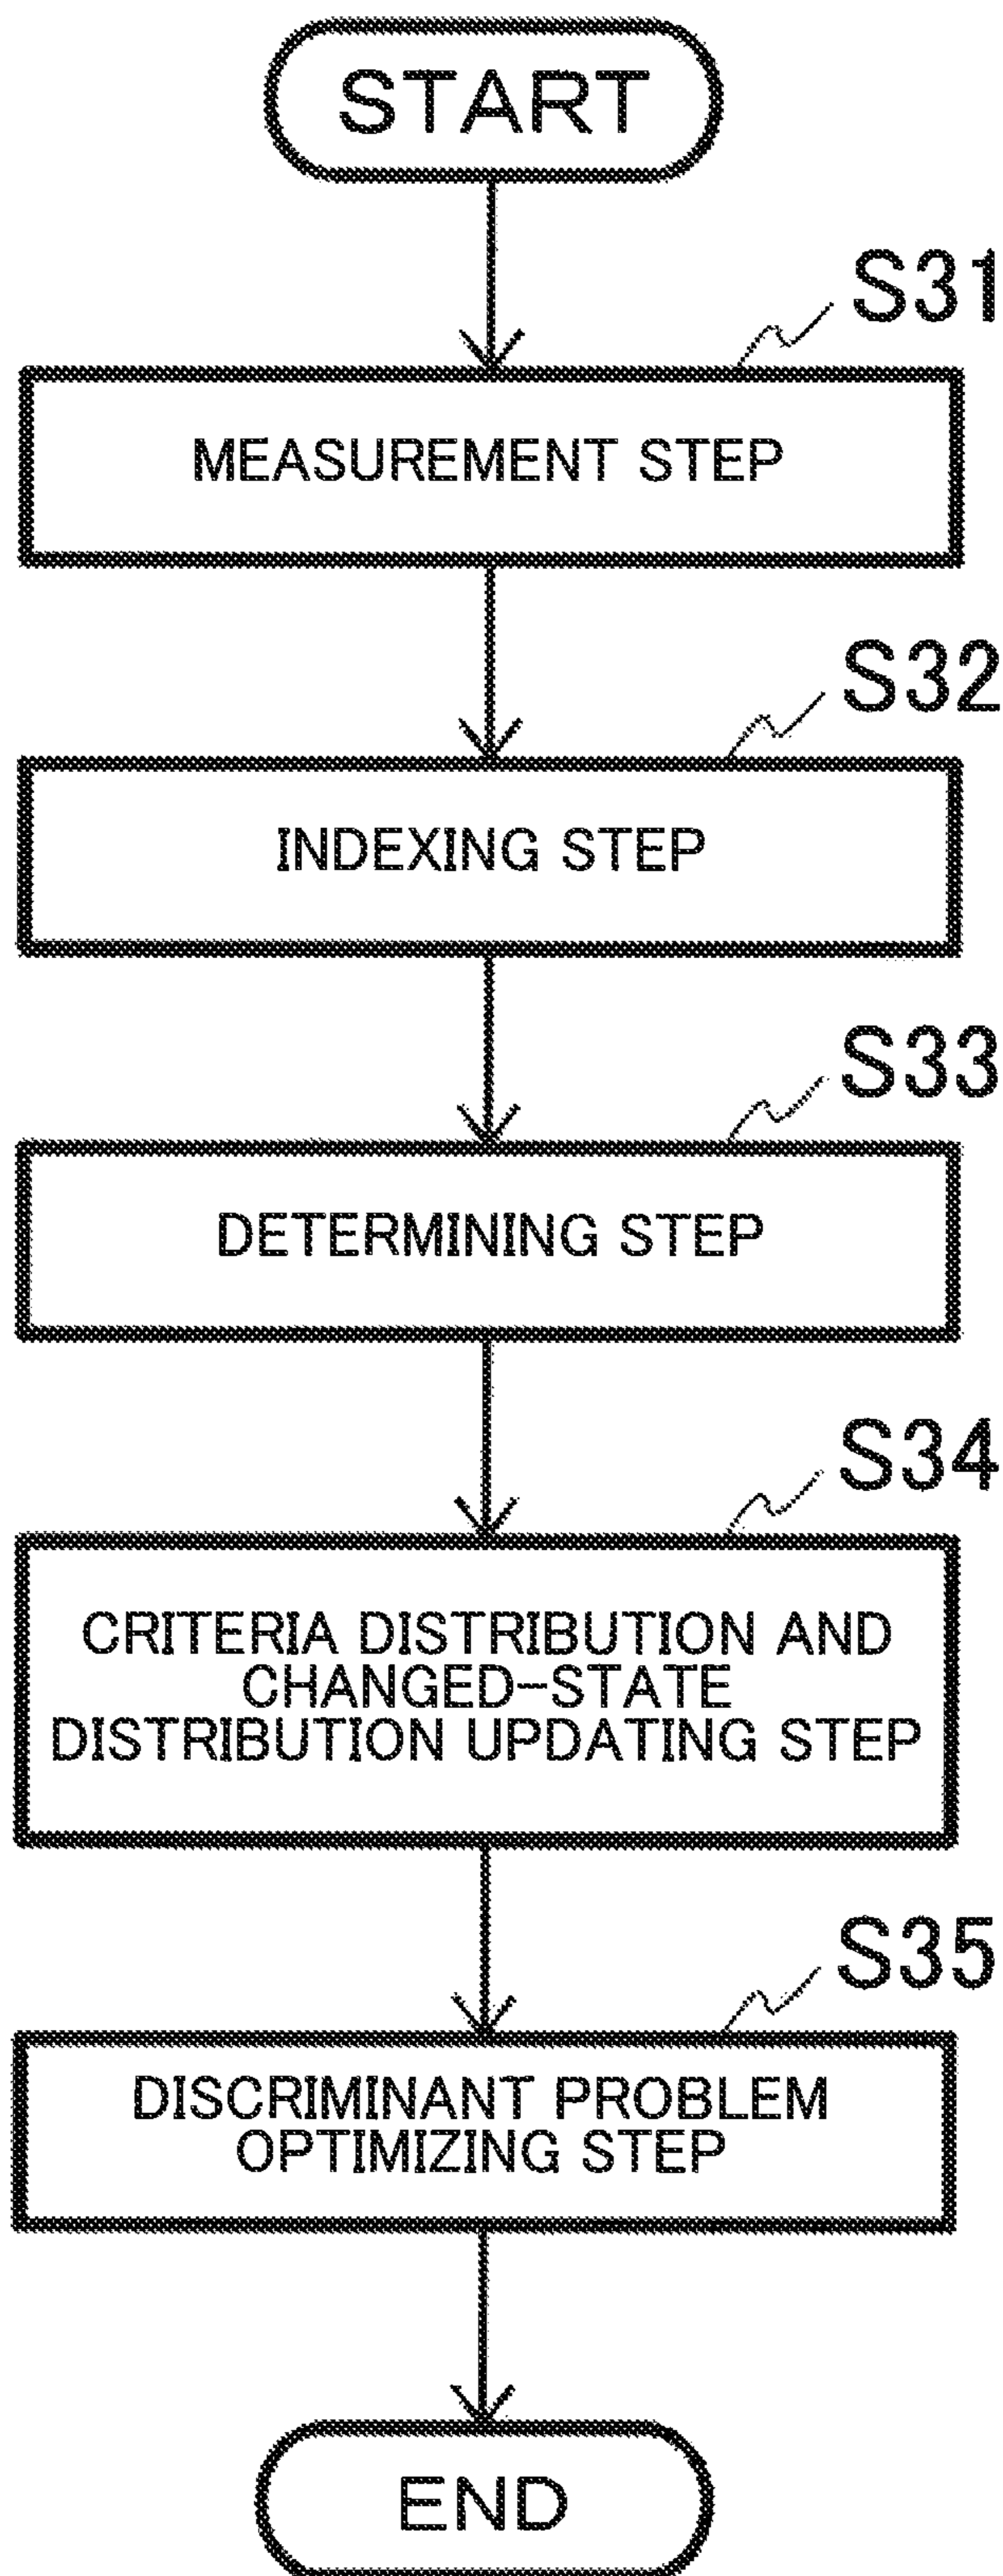 START
S31
MEASUREMENT STEP
S32
INDEXING STEP
S33
DETERMINING STEP
S34
CRITERIA DISTRIBUTION AND
CHANGED-STATE
DISTRIBUTION UPDATING STEP
S35
DISCRIMINANT PROBLEM
OPTIMIZING STEP
END